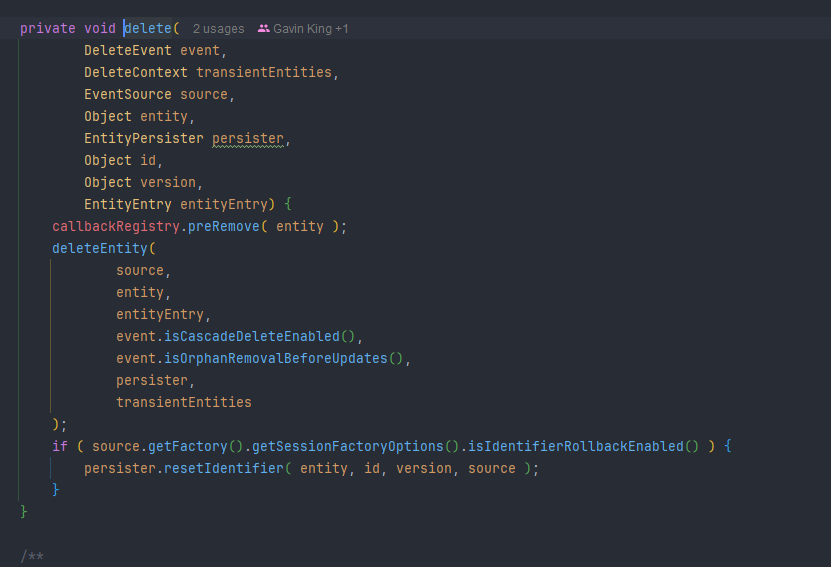 private void delete( 2 usages Gavin King +1
DeleteEvent event,
DeleteContext transientEntities,
EventSource source,
Object entity,
EntityPersister persister,
Object id,
Object version,
EntityEntry entityEntry) {
callbackRegistry.preRemove( entity );
deleteEntity(
source,
entity,
entityEntry,
event.isCascadeDeleteEnabled(),
event.isOrphanRemovalBeforeUpdates(),
persister,
transientEntities
);
if ( source.getFactory().getSessionFactoryOptions().isIdentifierRollbackEnabled() ) {
persister.resetIdentifier( entity, id, version, source );
}
}
/**